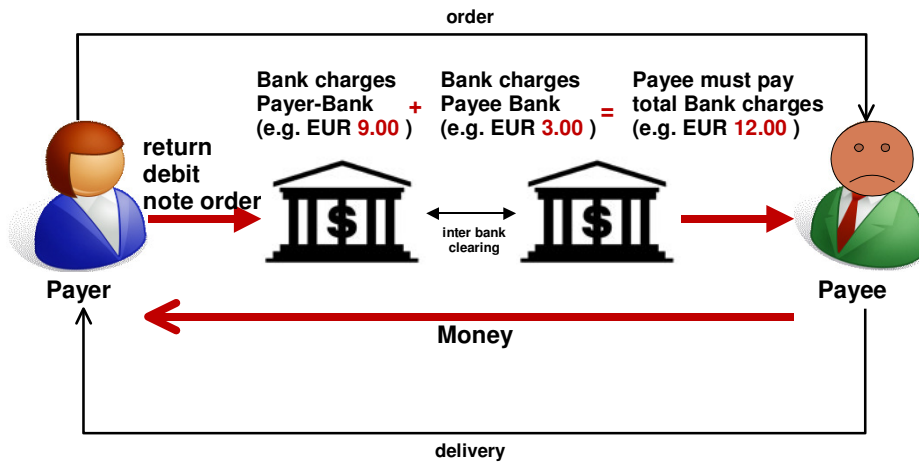 order
Bank charges
Payer-Bank
(e.g. EUR 9.00 )
+
Bank charges
Payee Bank
(e.g. EUR 3.00 )
=
Payee must pay
total Bank charges
(e.g. EUR 12.00 )
return
debit
note order
$
$
inter bank
clearing
Payer
Payee
Money
delivery